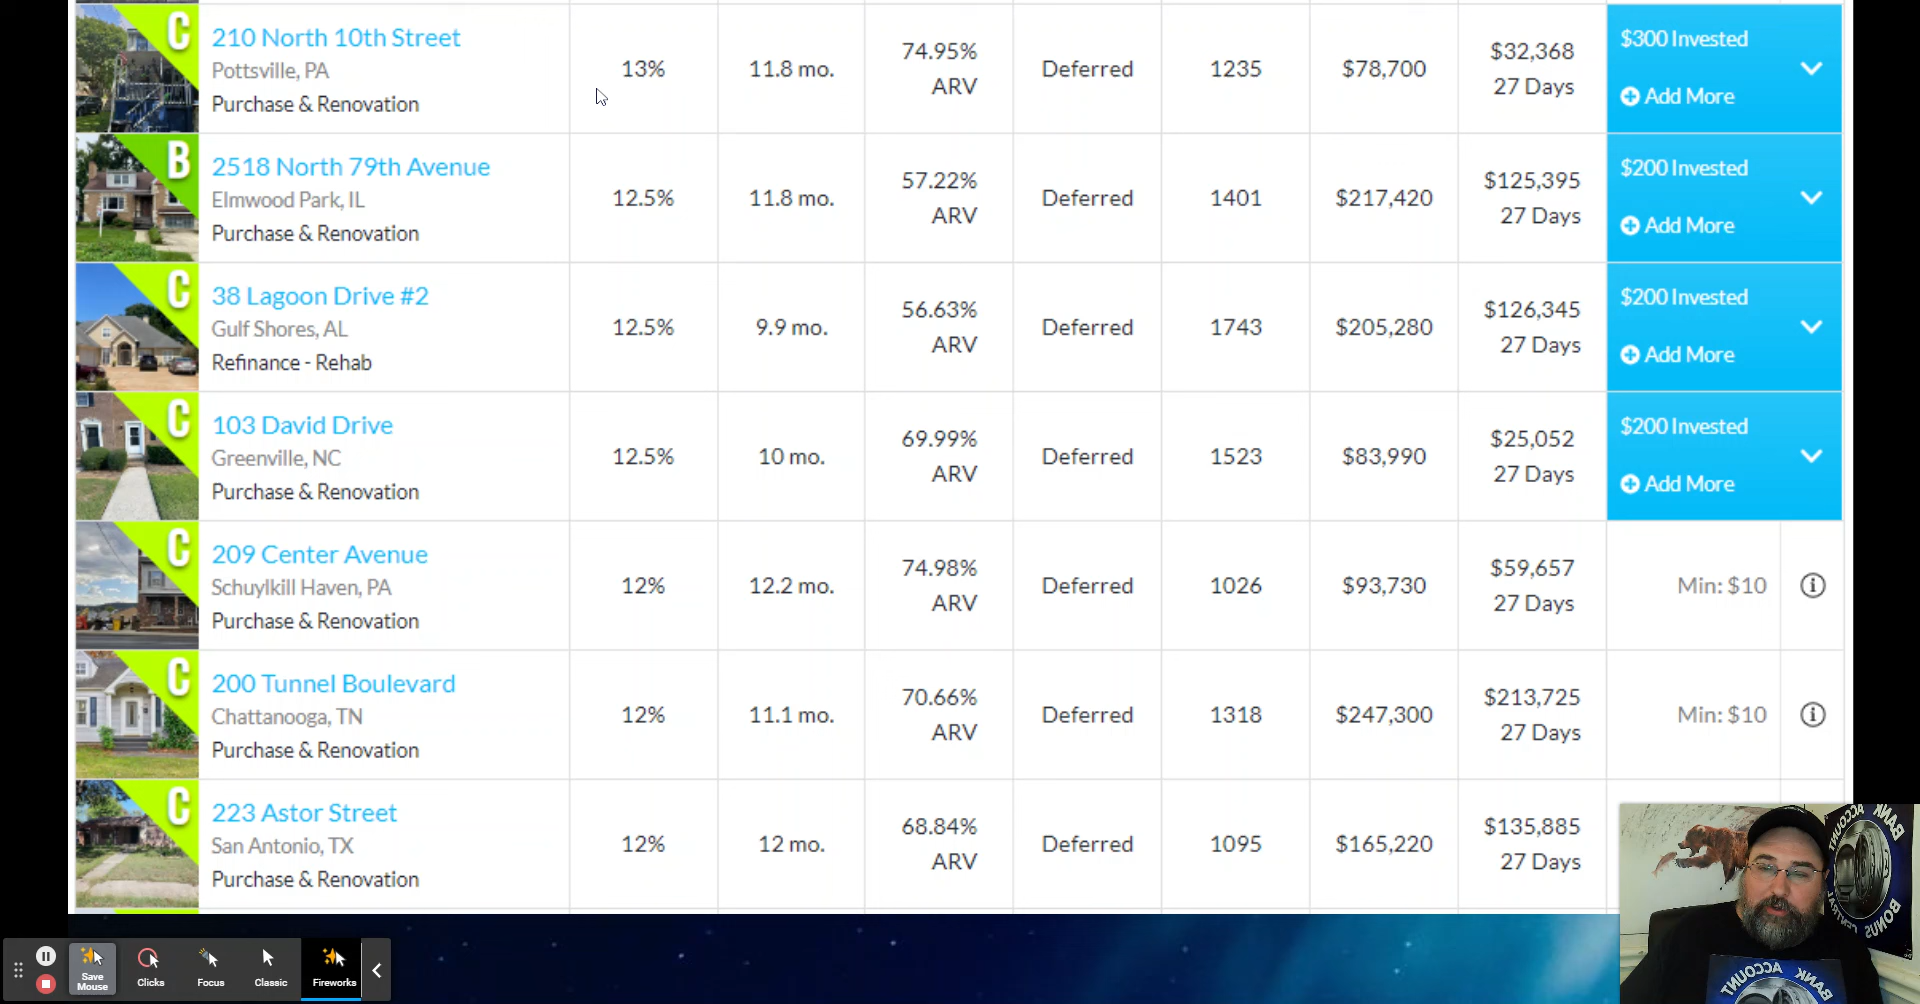 C
210 North 10th Street
Pottsville, PA
Purchase & Renovation
13%
11.8 mo.
74.95%
ARV
Deferred
1235
$78,700
$32,368
27 Days
$300 Invested
Add More
B
2518 North 79th Avenue
Elmwood Park, IL
Purchase & Renovation
12.5%
11.8 mo.
57.22%
ARV
Deferred
1401
$217,420
$125,395
27 Days
$200 Invested
Add More
C
38 Lagoon Drive #2
Gulf Shores, AL
Refinance - Rehab
12.5%
9.9 mo.
56.63%
ARV
Deferred
1743
$205,280
$126,345
27 Days
$200 Invested
Add More
C
103 David Drive
Greenville, NC
Purchase & Renovation
12.5%
10 mo.
69.99%
ARV
Deferred
1523
$83,990
$25,052
27 Days
$200 Invested
Add More
C
209 Center Avenue
Schuylkill Haven, PA
Purchase & Renovation
12%
12.2 mo.
74.98%
ARV
Deferred
1026
$93,730
$59,657
27 Days
Min: $10
C
200 Tunnel Boulevard
Chattanooga, TN
Purchase & Renovation
12%
11.1 mo.
70.66%
ARV
Deferred
1318
$247,300
$213,725
27 Days
Min: $10
C
223 Astor Street
San Antonio, TX
Purchase & Renovation
12%
12 mo.
68.84%
ARV
Deferred
1095
$165,220
$135,885
27 Days
BANK ACCOUNT
BONUS CENTRAL
BANK ACCOUNT
Save
Mouse
Clicks
Focus
Classic
Fireworks